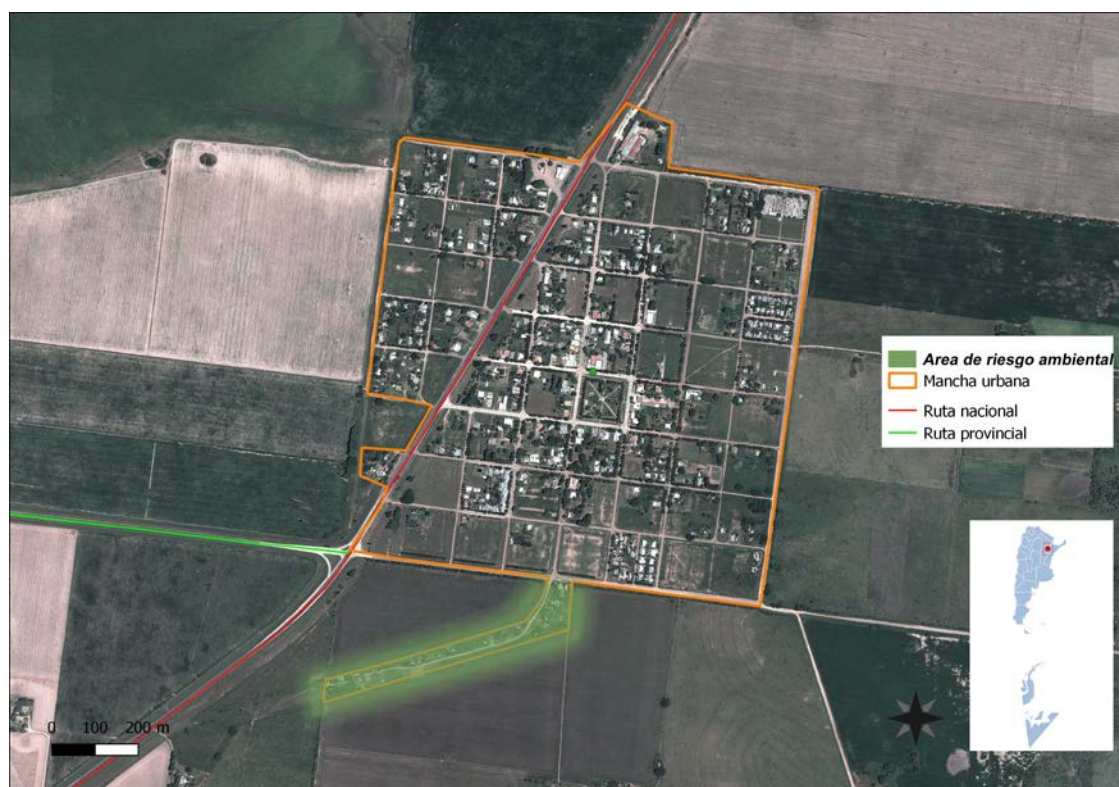 Area de riesgo ambiental
Mancha urbana
Ruta nacional
Ruta provincial
0 100 200 m